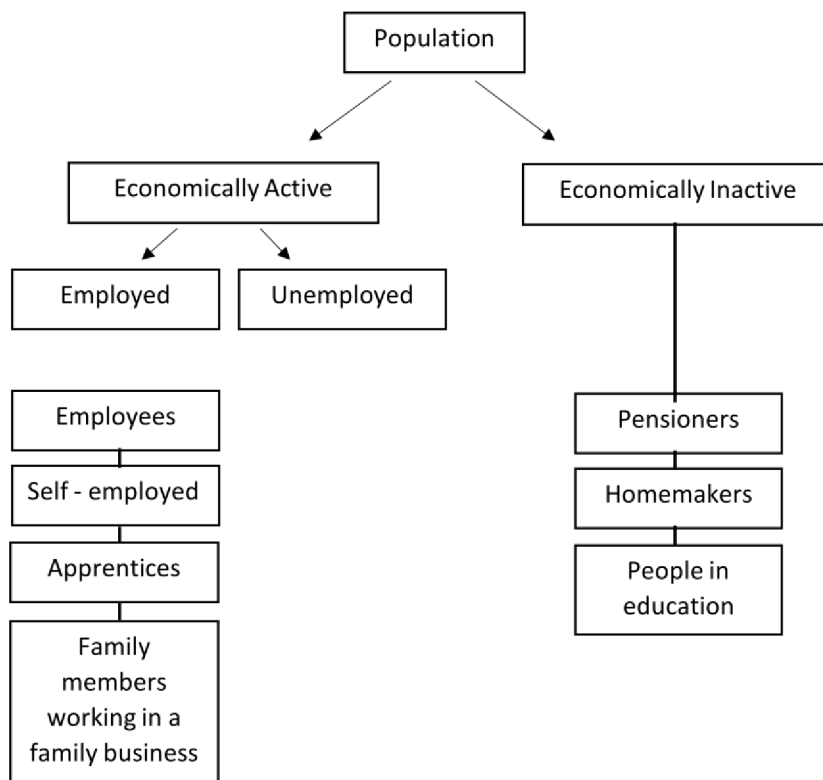 Population
Economically Active
Economically Inactive
Employed
Unemployed
Employees
Self - employed
Apprentices
Family
members
working in a
family business
Pensioners
Homemakers
People in
education